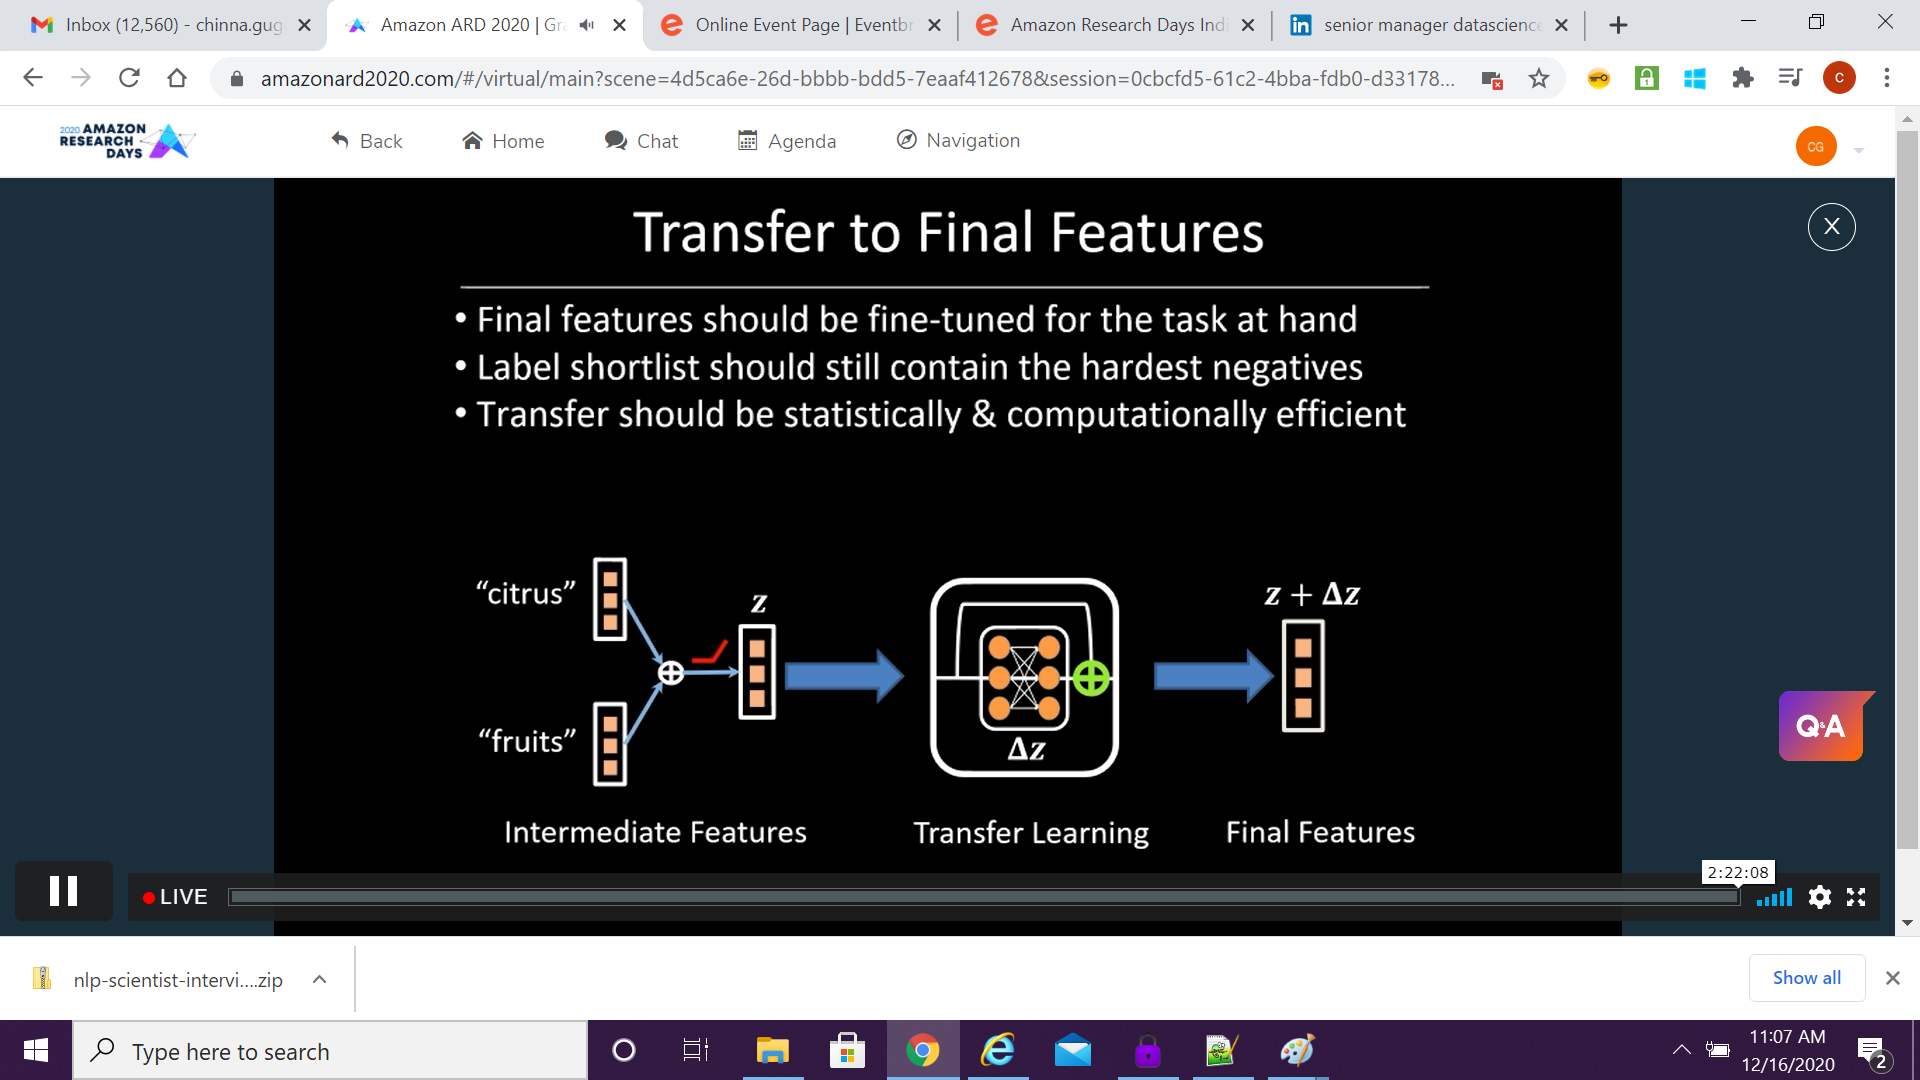 Inbox (12,560) - chinna.gug
Amazon ARD 2020 | Gr
Online Event Page | Eventbr
Amazon Research Days Indi
in senior manager datascience
amazonard2020.com/#/virtual/main?scene=4d5ca6e-26d-bbbb-bdd5-7eaaf412678&session=0cbcfd5-61c2-4bba-fdb0-d33178...
C
2020 AMAZON
RESEARCH
DAYS
Back
Home
Chat
Agenda
Navigation
CG
Transfer to Final Features
X
• Final features should be fine-tuned for the task at hand
• Label shortlist should still contain the hardest negatives
• Transfer should be statistically & computationally efficient
“citrus”
z
z + Δz
“fruits”
Δz
Q&A
Intermediate Features
Transfer Learning
Final Features
2:22:08
LIVE
nlp-scientist-intervi....zip
Show all
Type here to search
11:07 AM
12/16/2020
2